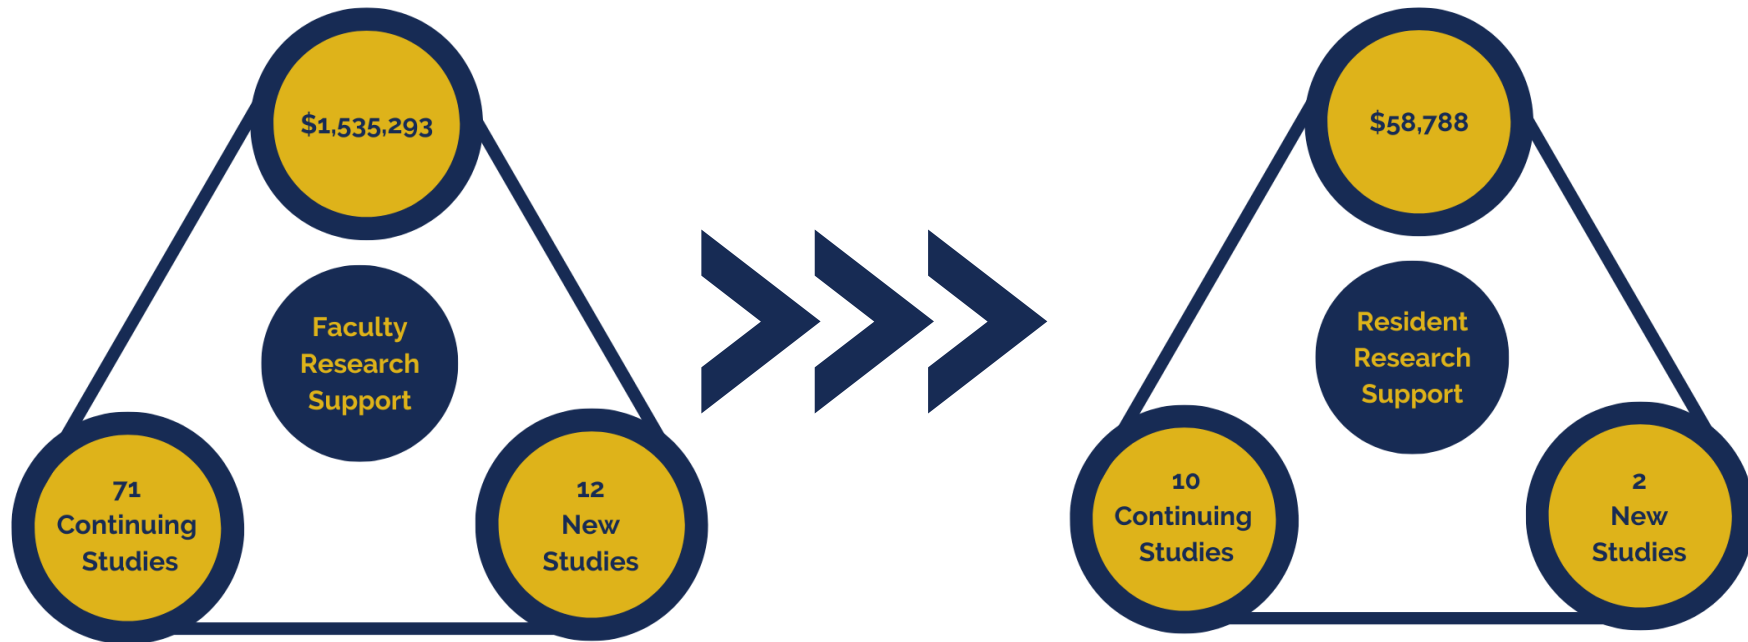 $1,535,293
Faculty
Research
Support
71
Continuing
Studies
12
New
Studies
$58,788
Resident
Research
Support
10
Continuing
Studies
2
New
Studies